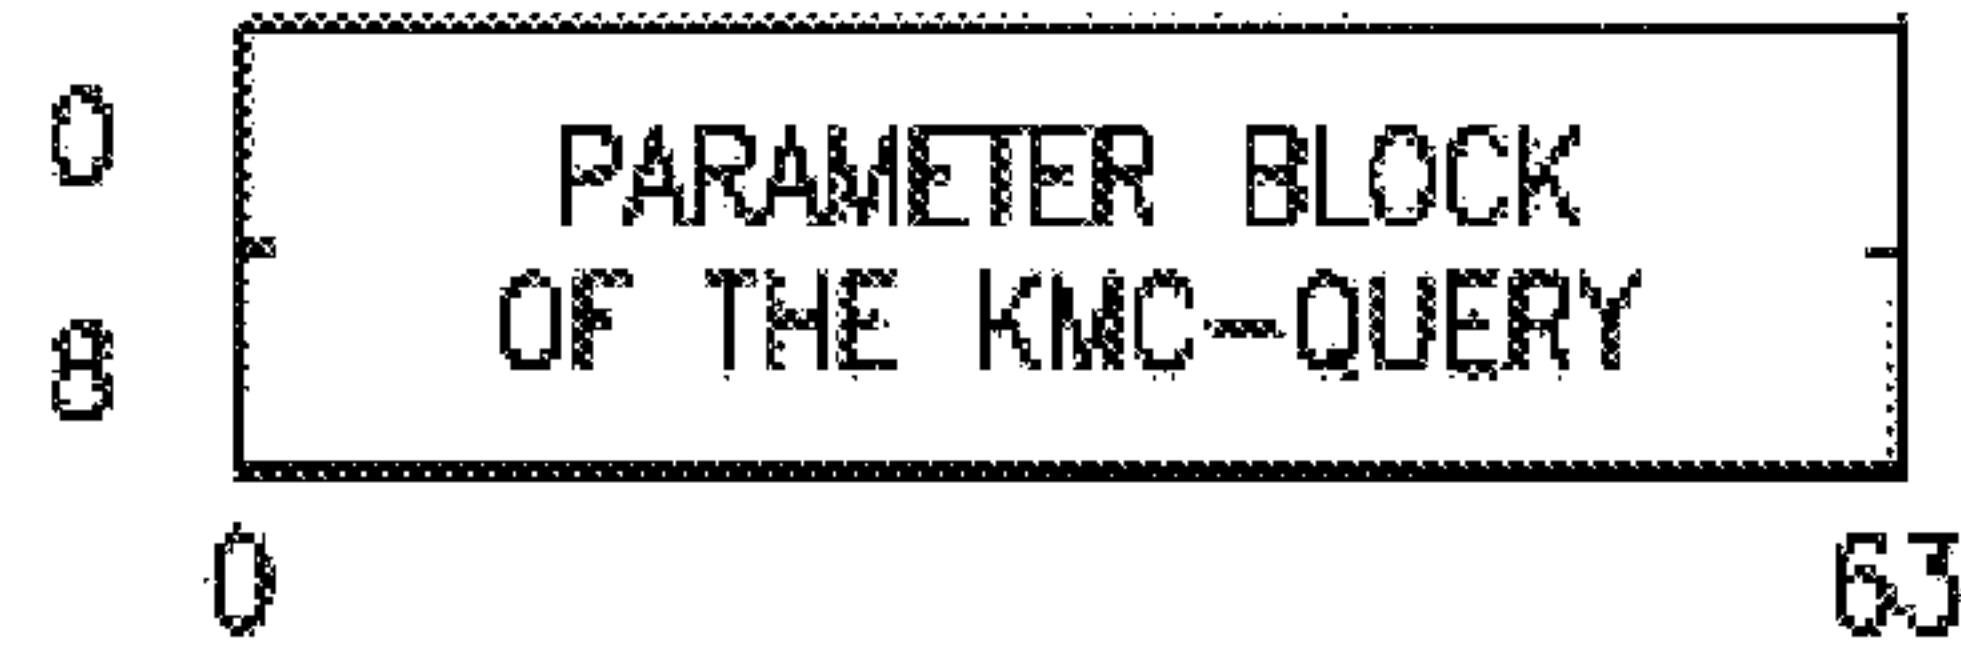 0
PARAMETER BLOCK
OF THE KMC-QUERY
8
0 63